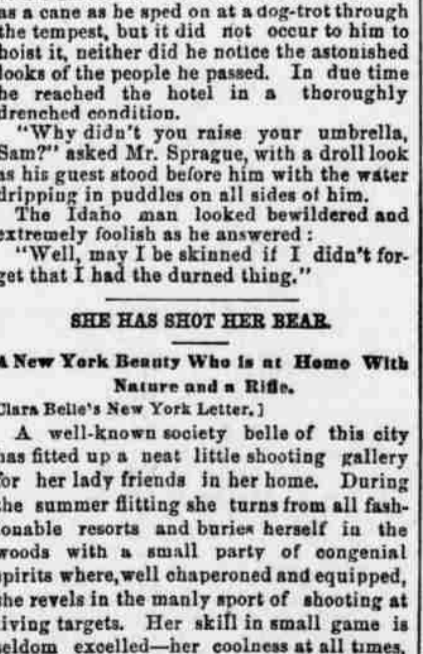 as a cane as he sped on at a dog-trot through
the tempest, but it did not occur to him to
hoist it, neither did he notice the astonished
looks of the people he passed. In due time
he reached the hotel in a thoroughly
drenched condition.
"Why didn't you raise your umbrella,
Sam?" asked Mr. Sprague, with a droll look
as his guest stood before him with the water
dripping in puddles on all sides of him.
The Idaho man looked bewildered and
extremely foolish as he answered:
"Well, may I be skinned if I didn't for-
get that I had the durned thing."
SHE HAS SHOT HER BEAR.
A New York Beauty Who is at Home With
Nature and a Rifle.
Clara Belle's New York Letter.]
A well-known society belle of this city
has fitted up a neat little shooting gallery
for her lady friends in her home. During
the summer flitting she turns from all fash-
ionable resorts and buries herself in the
woods with a small party of congenial
spirits where, well chaperoned and equipped,
she revels in the manly sport of shooting at
living targets. Her skill in small game is
seldom excelled—her coolness at all times,